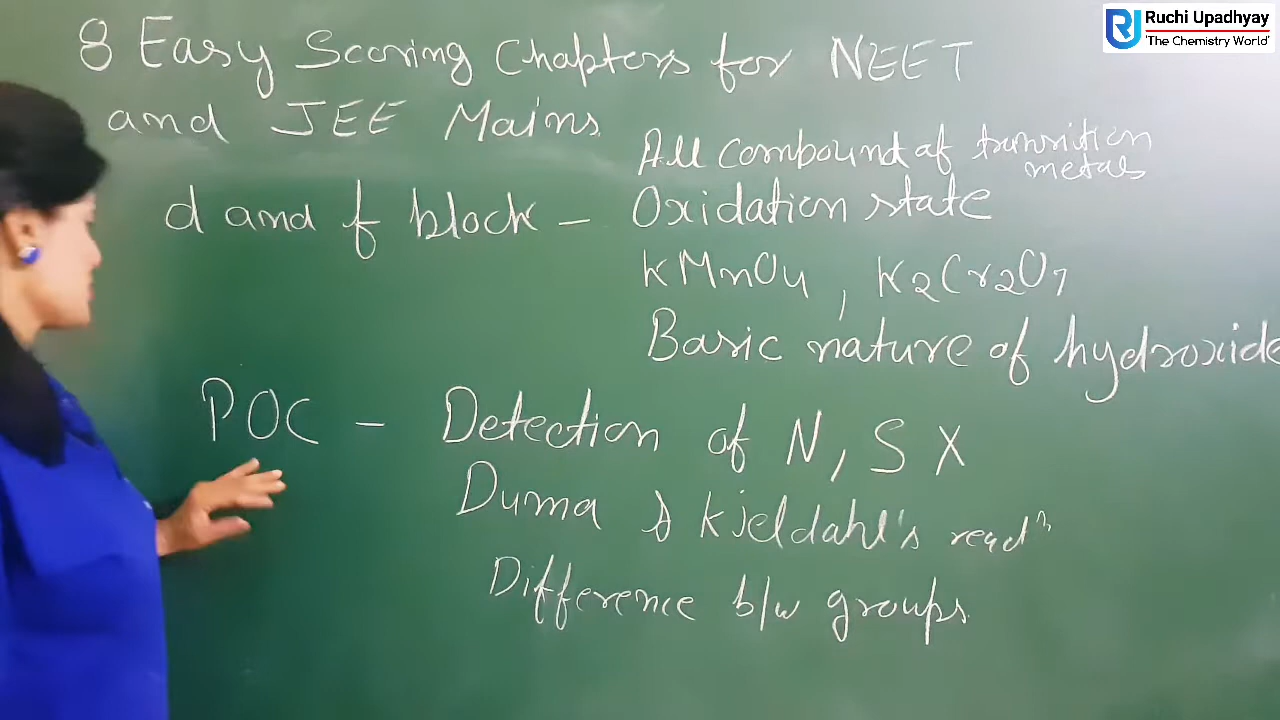 Ruchi Upadhyay
'The Chemistry World'
8 Easy Scoring Chapters for NEET
and JEE Mains
All compound of transition
metals
d and f block - Oxidation state
KMnO4, K2Cr2O7
Basic nature of hydroxide
POC - Detection of N, S X
Duma & Kjeldahl's reacn
Difference b/w groups.